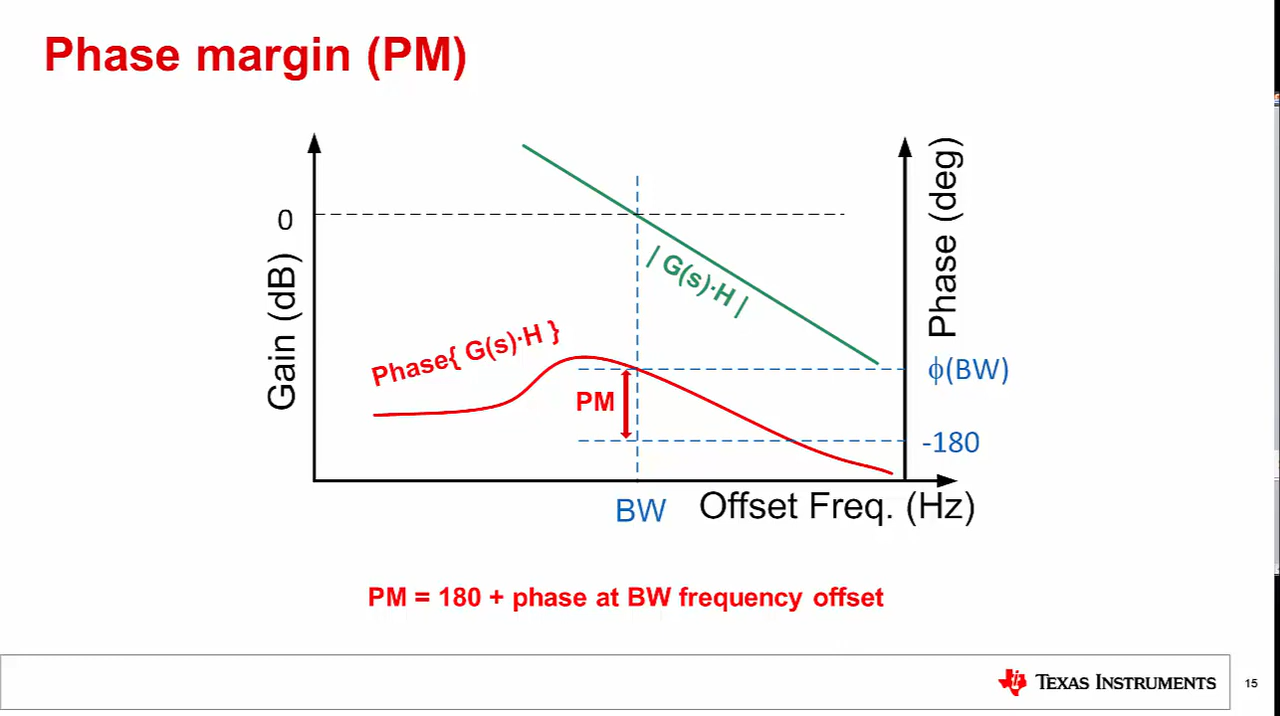 Phase margin (PM)
0
Gain (dB)
Phase (deg)
| G(s)·H |
Phase{ G(s)·H }
PM
ϕ(BW)
-180
BW
Offset Freq. (Hz)
PM = 180 + phase at BW frequency offset
TEXAS INSTRUMENTS
15